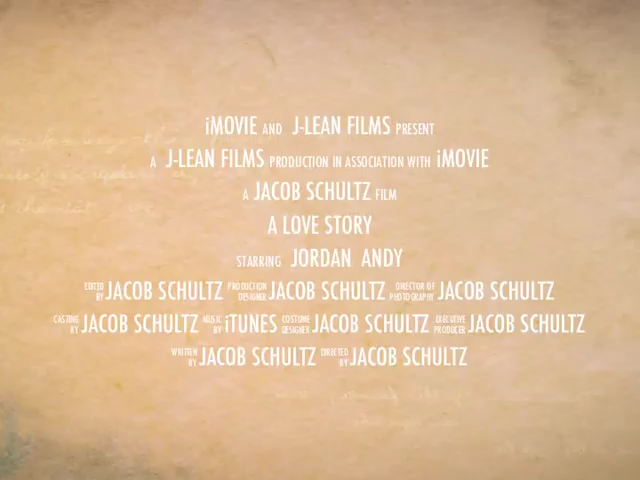 iMOVIE AND J-LEAN FILMS PRESENT
A J-LEAN FILMS PRODUCTION IN ASSOCIATION WITH iMOVIE
A JACOB SCHULTZ FILM
A LOVE STORY
STARRING JORDAN ANDY
EDITED BY JACOB SCHULTZ PRODUCTION DESIGNER JACOB SCHULTZ DIRECTOR OF PHOTOGRAPHY JACOB SCHULTZ
CASTING BY JACOB SCHULTZ MUSIC BY iTUNES COSTUME DESIGNER JACOB SCHULTZ EXECUTIVE PRODUCER JACOB SCHULTZ
WRITTEN BY JACOB SCHULTZ DIRECTED BY JACOB SCHULTZ